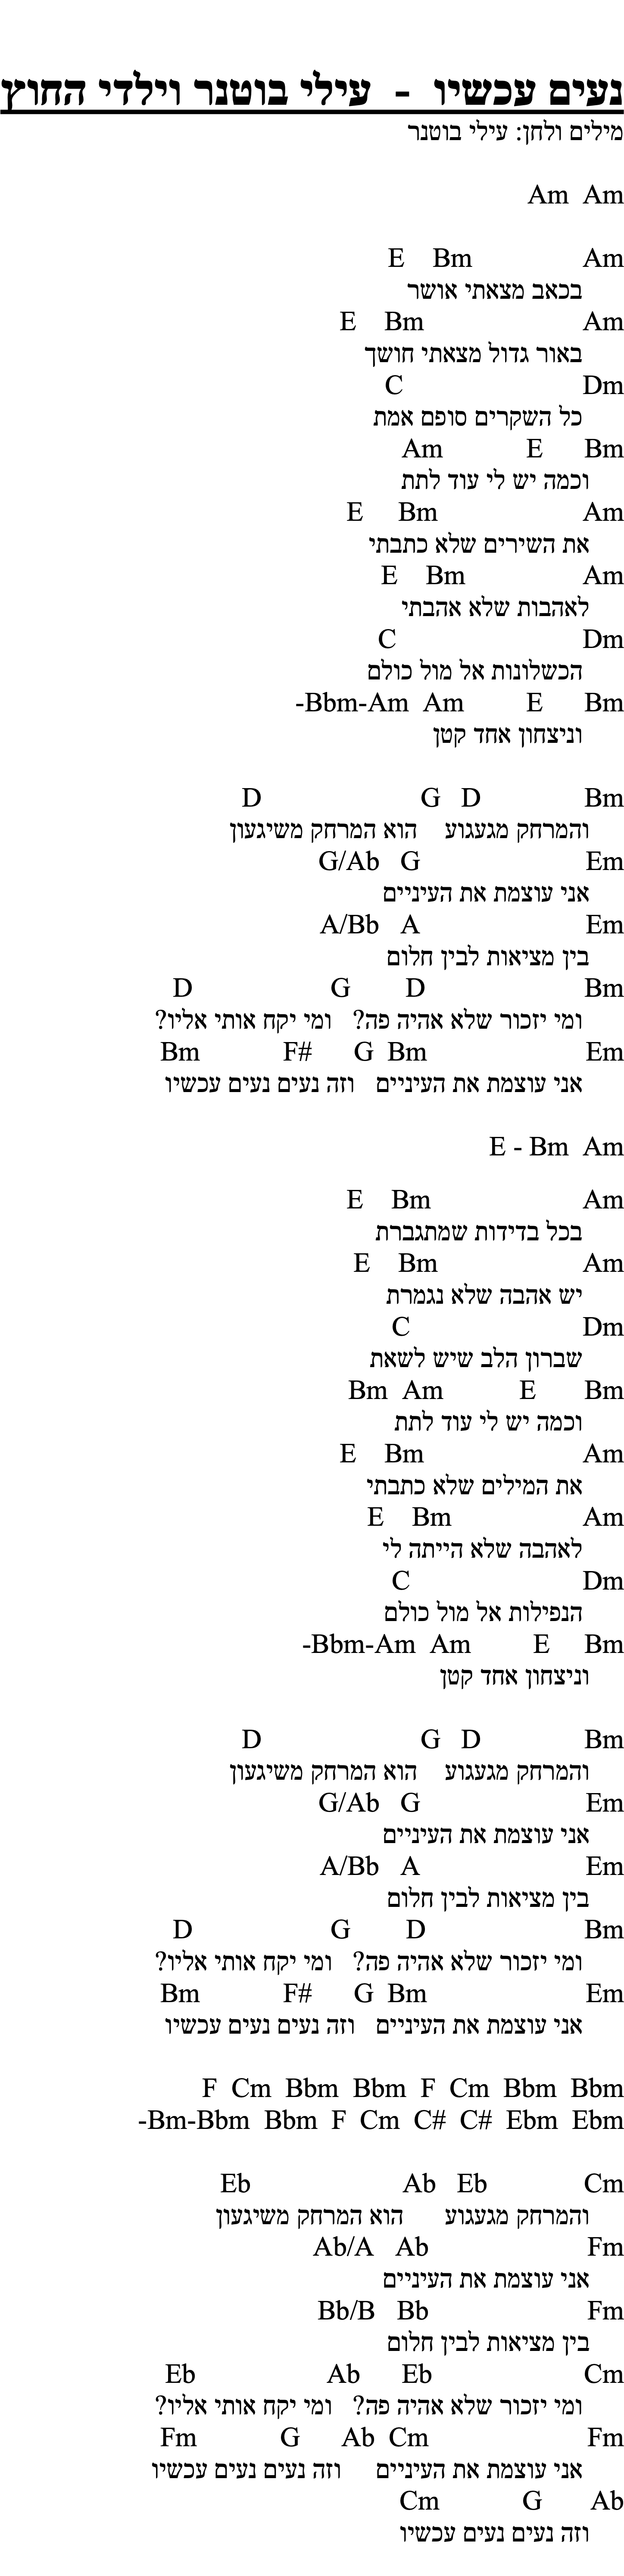 נעים עכשיו - עילי בוטנר וילדי החוץ
מילים ולחן: עילי בוטנר
Am Am
Am Bm E
בכאב מצאתי אושר
Am Bm E
באור גדול מצאתי חושך
Dm C
כל השקרים סופם אמת
Bm E Am
וכמה יש לי עוד לתת
Am Bm E
את השירים שלא כתבתי
Am Bm E
לאהבות שלא אהבתי
Dm C
הכשלונות אל מול כולם
Bm E Am Bbm-Am-
וניצחון אחד קטן
Bm D G D
והמרחק מגעגוע הוא המרחק משיגעון
Em G G/Ab
אני עוצמת את העיניים
Em A A/Bb
בין מציאות לבין חלום
Bm D G D
ומי יזכור שלא אהיה פה? ומי יקח אותי אליו?
Em Bm G F# Bm
אני עוצמת את העיניים וזה נעים נעים עכשיו
Am Bm - E
Am Bm E
בכל בדידות שמתגברת
Am Bm E
יש אהבה שלא נגמרת
Dm C
שברון הלב שיש לשאת
Bm E Am Bm
וכמה יש לי עוד לתת
Am Bm E
את המילים שלא כתבתי
Am Bm E
לאהבה שלא הייתה לי
Dm C
הנפילות אל מול כולם
Bm E Am Bbm-Am-
וניצחון אחד קטן
Bm D G D
והמרחק מגעגוע הוא המרחק משיגעון
Em G G/Ab
אני עוצמת את העיניים
Em A A/Bb
בין מציאות לבין חלום
Bm D G D
ומי יזכור שלא אהיה פה? ומי יקח אותי אליו?
Em Bm G F# Bm
אני עוצמת את העיניים וזה נעים נעים עכשיו
Bbm Bbm Cm F Bbm Bbm Cm F
Ebm Ebm C# C# Cm F Bbm Bm-Bbm-
Cm Eb Ab Eb
והמרחק מגעגוע הוא המרחק משיגעון
Fm Ab Ab/A
אני עוצמת את העיניים
Fm Bb Bb/B
בין מציאות לבין חלום
Cm Eb Ab Eb
ומי יזכור שלא אהיה פה? ומי יקח אותי אליו?
Fm Cm Ab G Fm
אני עוצמת את העיניים וזה נעים נעים עכשיו
Ab G Cm
וזה נעים נעים עכשיו